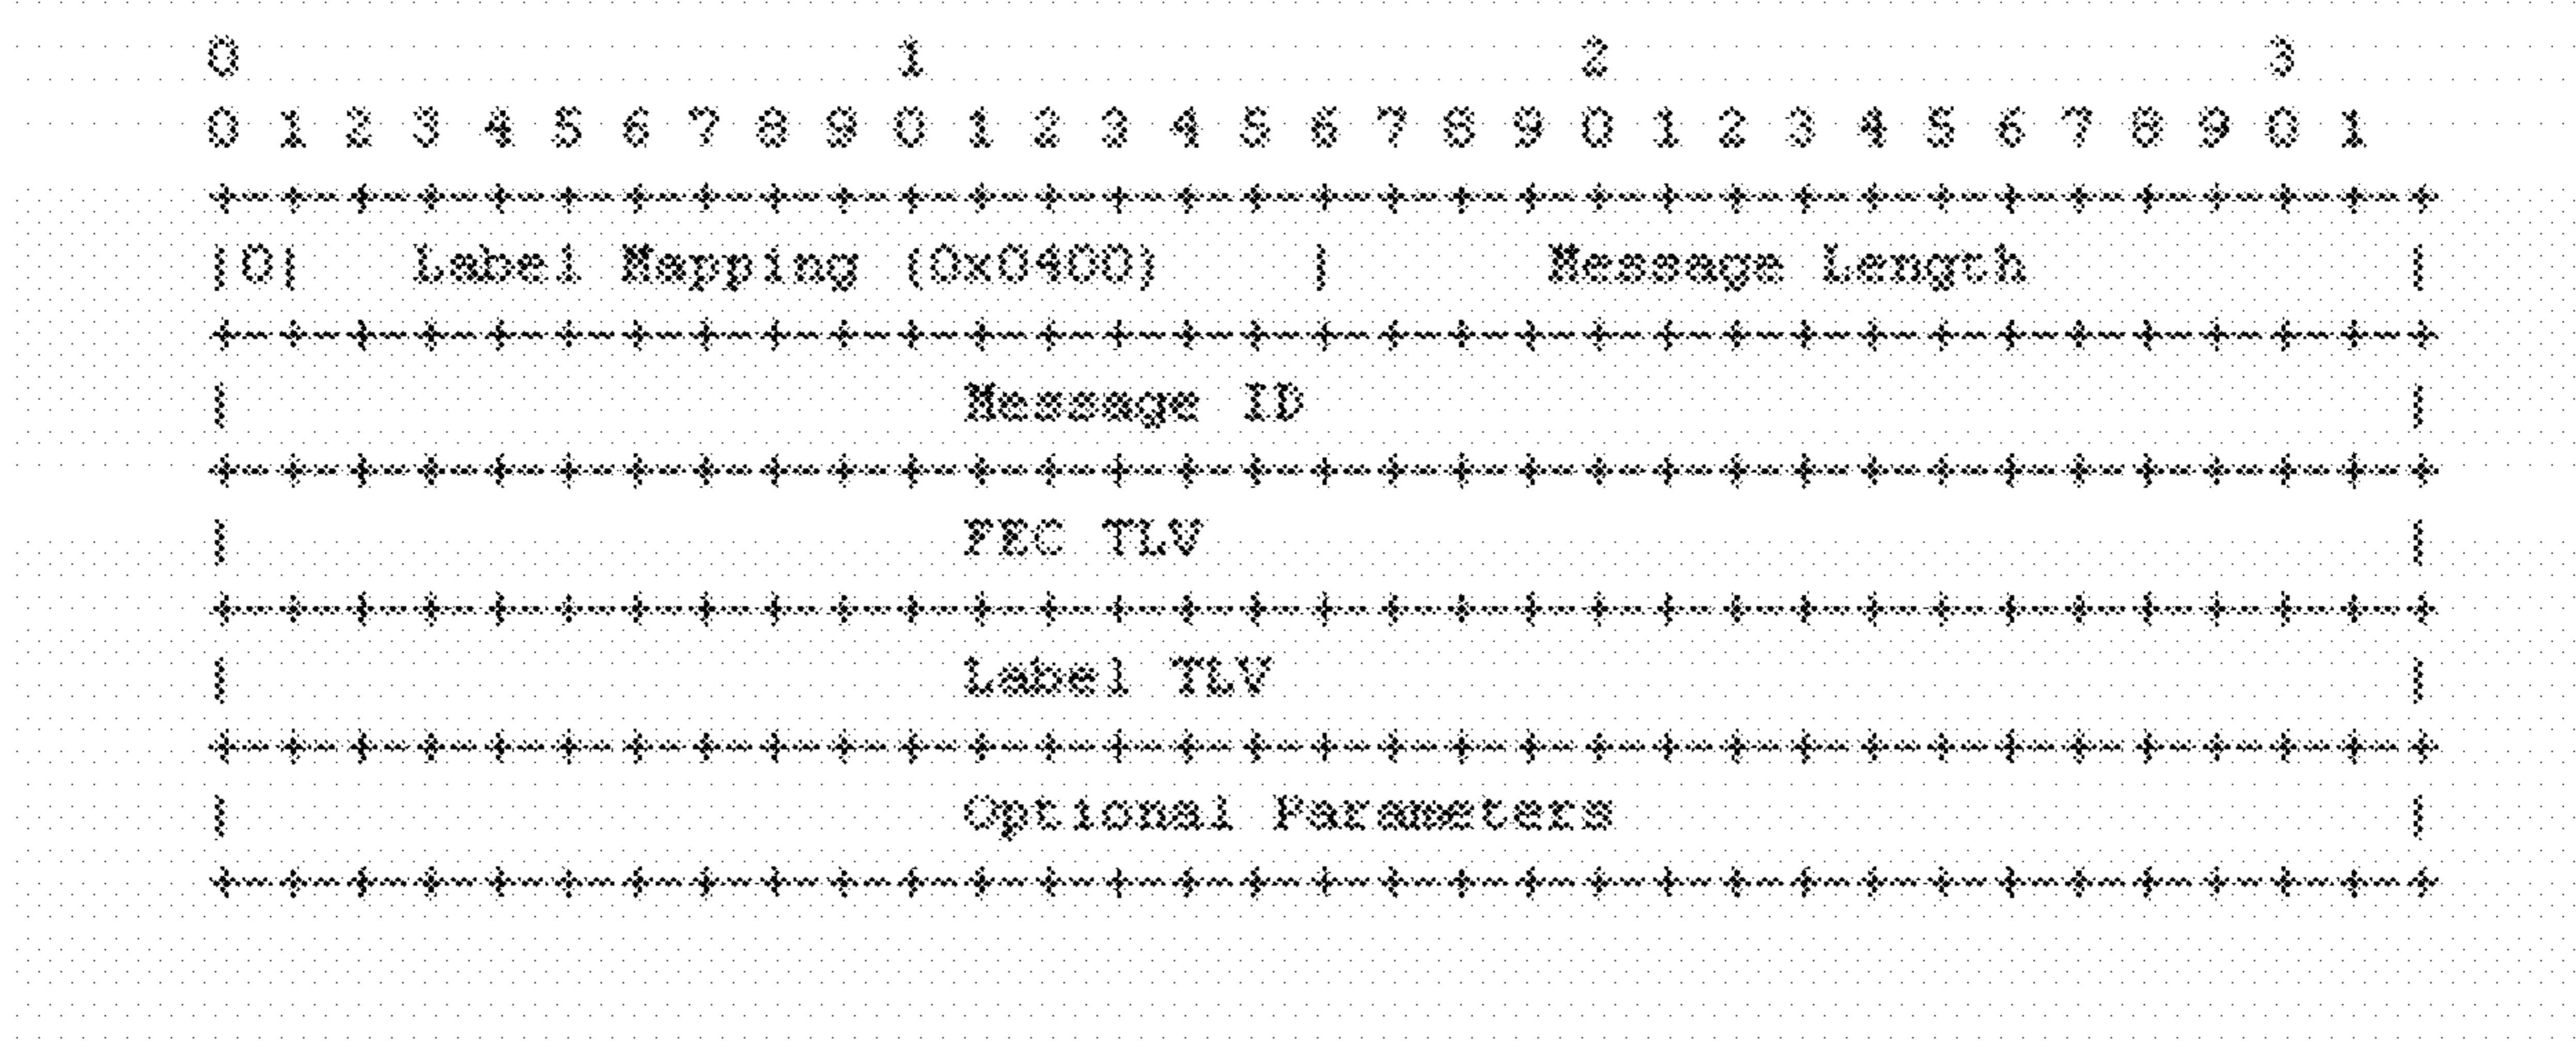 0                   1                   2                   3
0 1 2 3 4 5 6 7 8 9 0 1 2 3 4 5 6 7 8 9 0 1 2 3 4 5 6 7 8 9 0 1
+-+-+-+-+-+-+-+-+-+-+-+-+-+-+-+-+-+-+-+-+-+-+-+-+-+-+-+-+-+-+-+-+
|0|   Label Mapping (0x0400)    |      Message Length           |
+-+-+-+-+-+-+-+-+-+-+-+-+-+-+-+-+-+-+-+-+-+-+-+-+-+-+-+-+-+-+-+-+
|                     Message ID                                |
+-+-+-+-+-+-+-+-+-+-+-+-+-+-+-+-+-+-+-+-+-+-+-+-+-+-+-+-+-+-+-+-+
|                     FEC TLV                                   |
+-+-+-+-+-+-+-+-+-+-+-+-+-+-+-+-+-+-+-+-+-+-+-+-+-+-+-+-+-+-+-+-+
|                     Label TLV                                 |
+-+-+-+-+-+-+-+-+-+-+-+-+-+-+-+-+-+-+-+-+-+-+-+-+-+-+-+-+-+-+-+-+
|                     Optional Parameters                       |
+-+-+-+-+-+-+-+-+-+-+-+-+-+-+-+-+-+-+-+-+-+-+-+-+-+-+-+-+-+-+-+-+